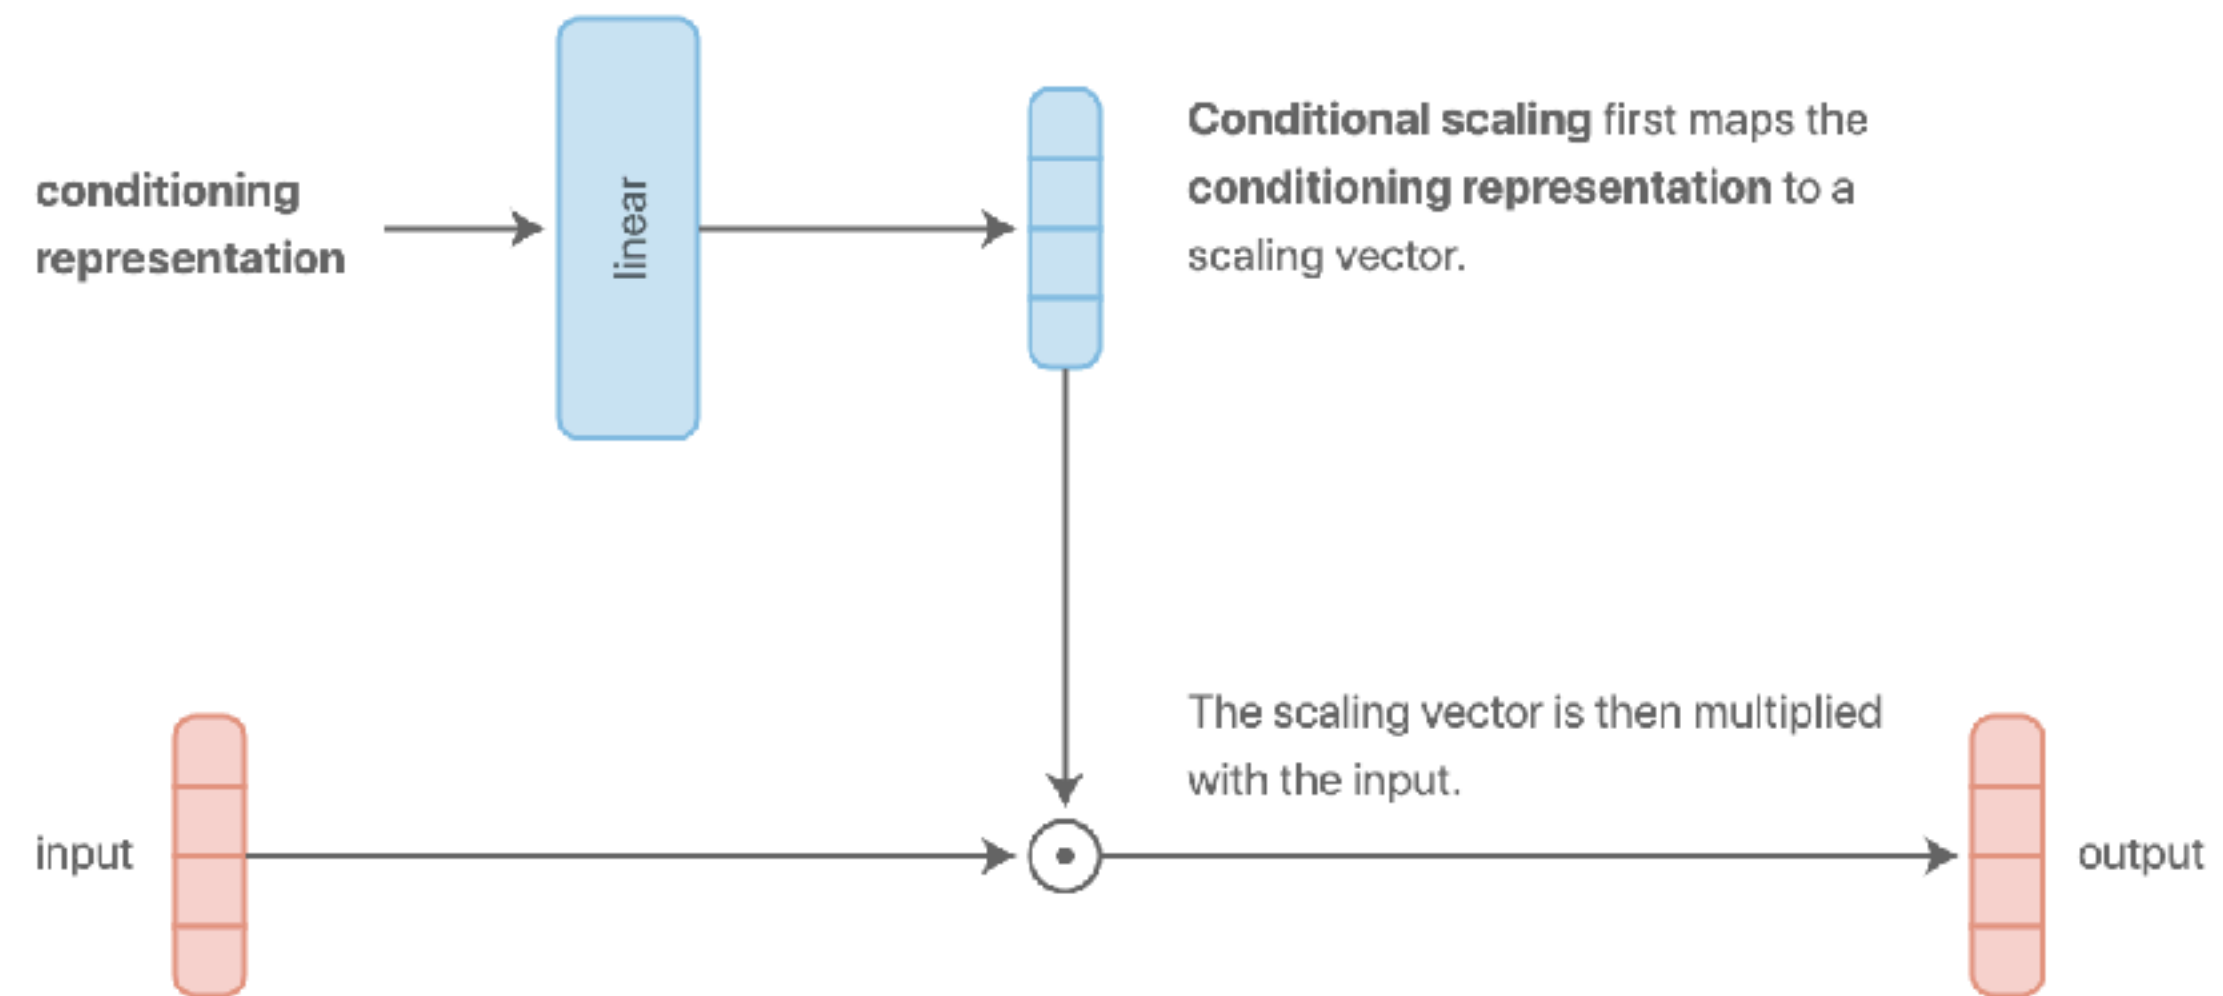 conditioning
representation
linear
Conditional scaling first maps the
conditioning representation to a
scaling vector.
The scaling vector is then multiplied
with the input.
input
output